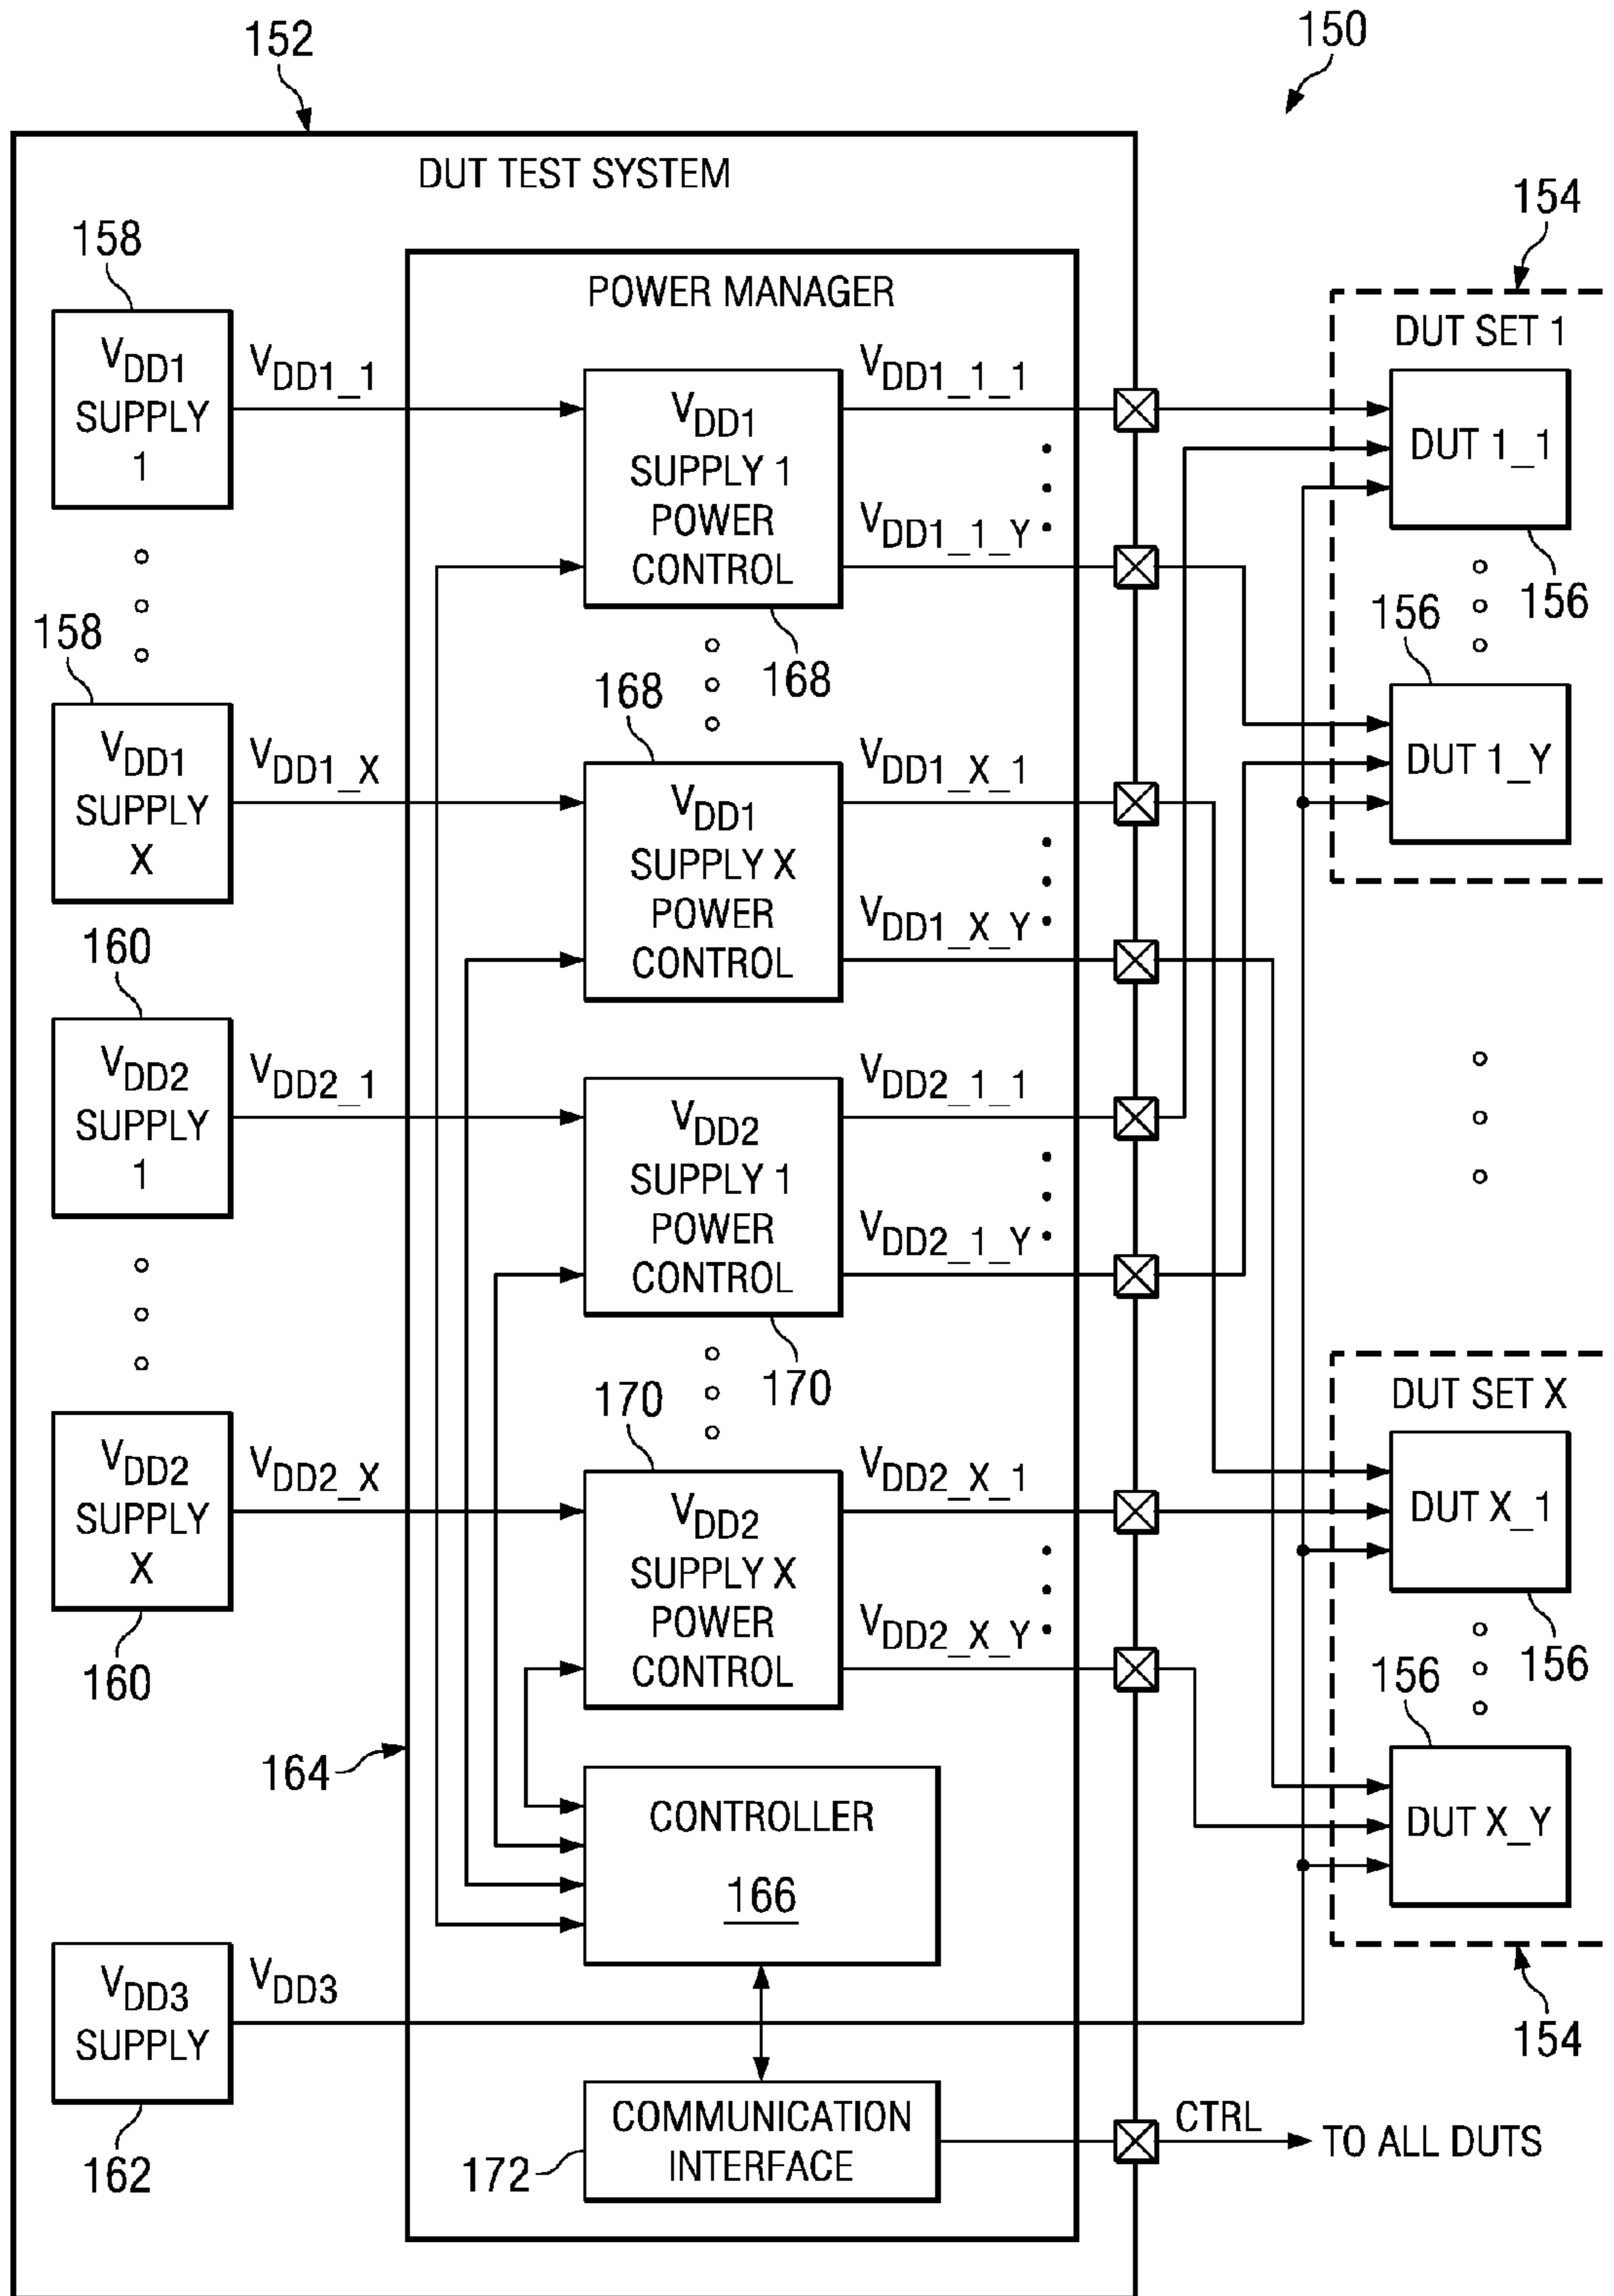 152
150
DUT TEST SYSTEM
154
158
POWER MANAGER
DUT SET 1
VDD1
SUPPLY
1
VDD1_1
VDD1
SUPPLY 1
POWER
CONTROL
VDD1_1_1
VDD1_1_Y
DUT 1_1
156
158
168
168
156
VDD1
SUPPLY
X
VDD1_X
VDD1
SUPPLY X
POWER
CONTROL
VDD1_X_1
VDD1_X_Y
DUT 1_Y
160
VDD2
SUPPLY
1
VDD2_1
VDD2
SUPPLY 1
POWER
CONTROL
VDD2_1_1
VDD2_1_Y
170
170
DUT SET X
VDD2
SUPPLY
X
VDD2_X
VDD2
SUPPLY X
POWER
CONTROL
VDD2_X_1
VDD2_X_Y
DUT X_1
160
156
156
164
CONTROLLER
166
DUT X_Y
VDD3
SUPPLY
VDD3
154
162
172
COMMUNICATION
INTERFACE
CTRL
TO ALL DUTS